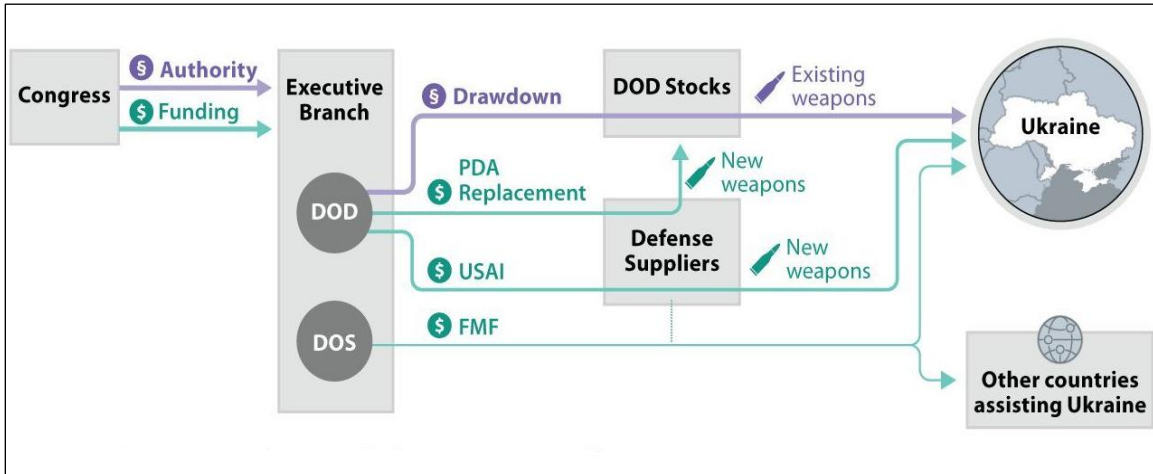 Congress
§ Authority
$ Funding
Executive
Branch
DOD
DOS
§ Drawdown
PDA
$ Replacement
$ USAI
$ FMF
DOD Stocks
Defense
Suppliers
Existing
weapons
New
weapons
New
weapons
Ukraine
Other countries
assisting Ukraine